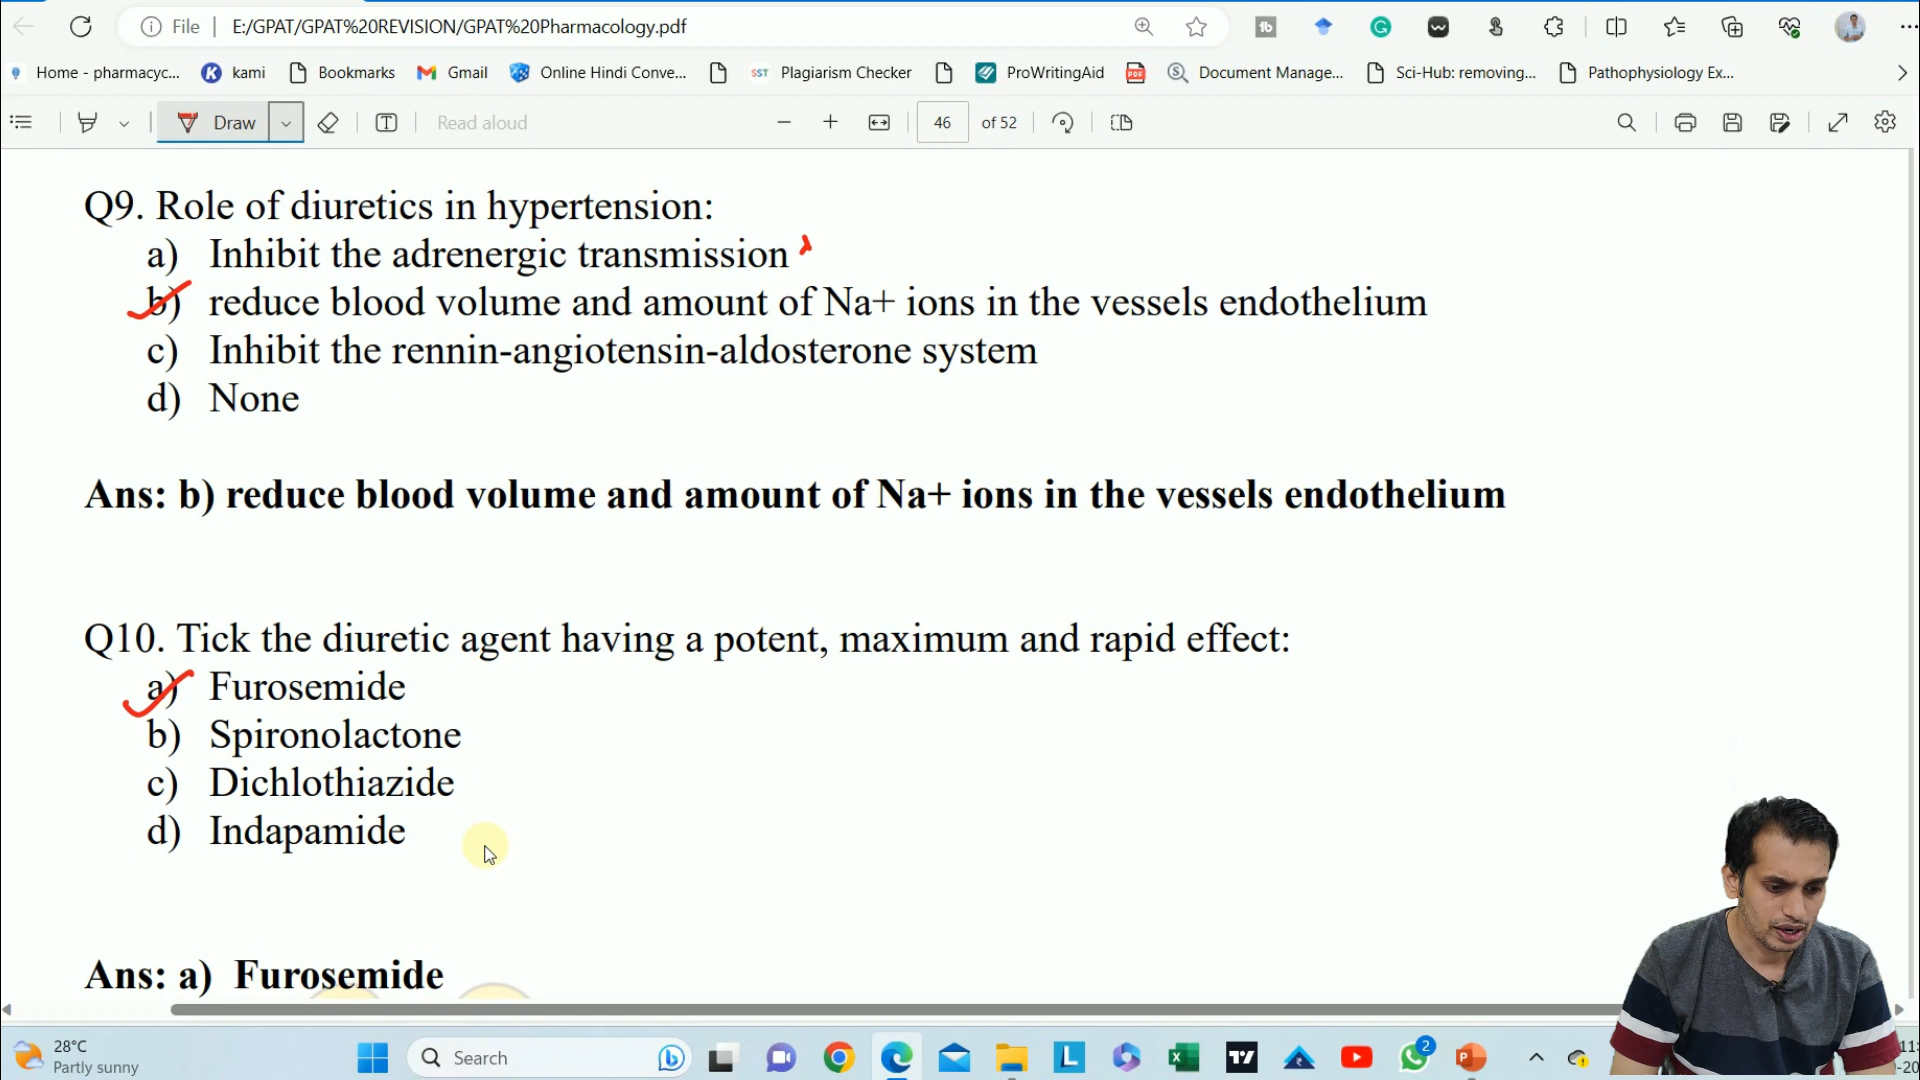 File
E:/GPAT/GPAT%20REVISION/GPAT%20Pharmacology.pdf
Home - pharmacyc...
kami
Bookmarks
Gmail
Online Hindi Conve...
SST
Plagiarism Checker
ProWritingAid
PDF
Document Manage...
Sci-Hub: removing...
Pathophysiology Ex...
Draw
Read aloud
46 of 52
Q9. Role of diuretics in hypertension:
a) Inhibit the adrenergic transmission
b) reduce blood volume and amount of Na+ ions in the vessels endothelium
c) Inhibit the rennin-angiotensin-aldosterone system
d) None
Ans: b) reduce blood volume and amount of Na+ ions in the vessels endothelium
Q10. Tick the diuretic agent having a potent, maximum and rapid effect:
a) Furosemide
b) Spironolactone
c) Dichlothiazide
d) Indapamide
Ans: a) Furosemide
28°C
Partly sunny
Search
2